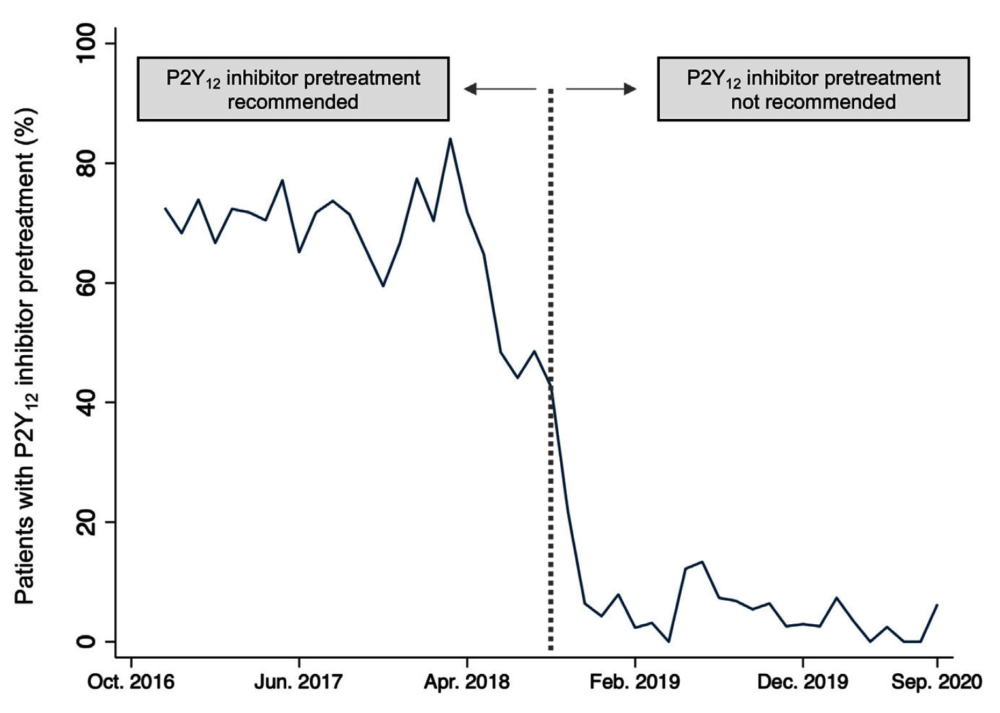 P2Y12 inhibitor pretreatment
recommended
P2Y12 inhibitor pretreatment
not recommended
Patients with P2Y12 inhibitor pretreatment (%)
100
80
60
40
20
0
Oct. 2016
Jun. 2017
Apr. 2018
Feb. 2019
Dec. 2019
Sep. 2020